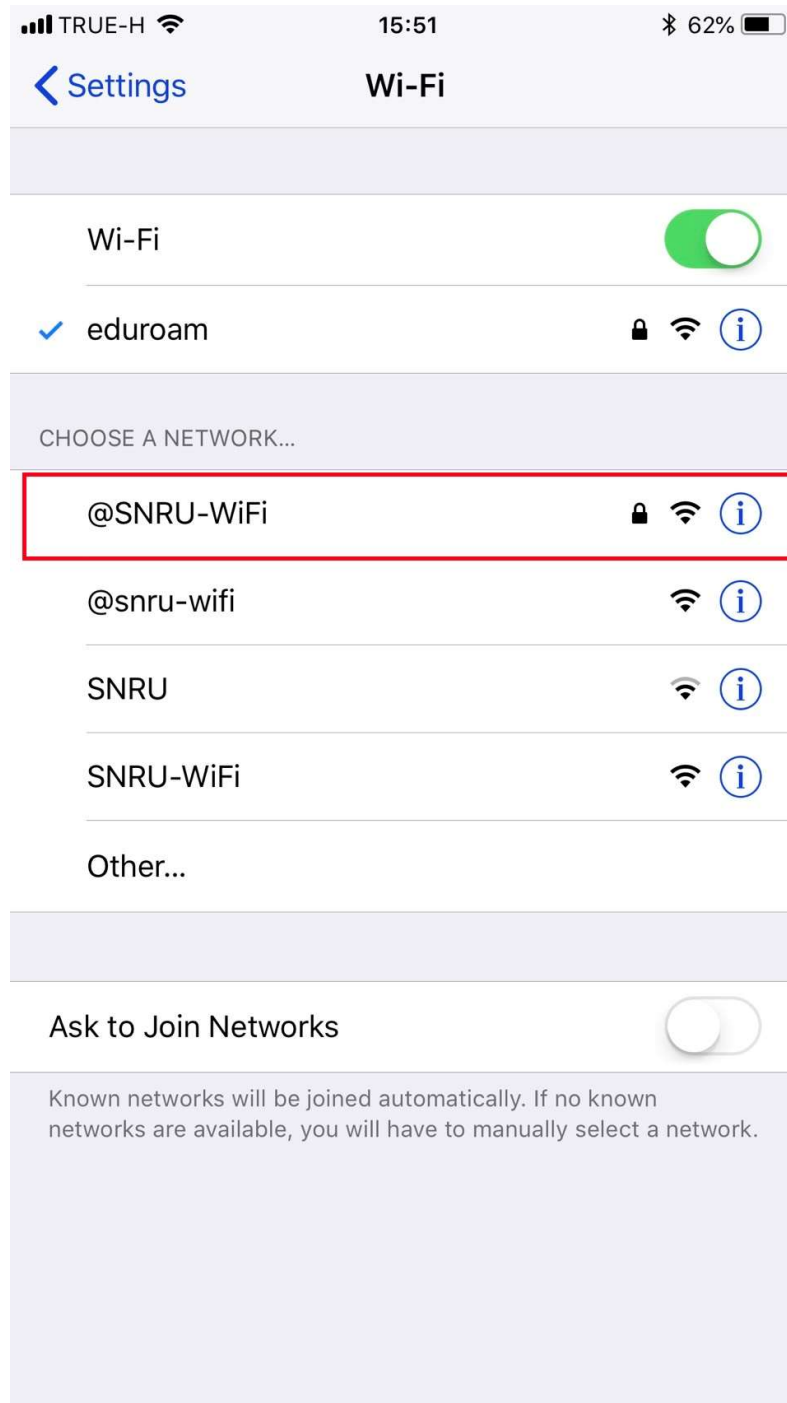 TRUE-H 15:51 62%
Settings Wi-Fi
Wi-Fi
eduroam
CHOOSE A NETWORK...
@SNRU-WiFi
@snru-wifi
SNRU
SNRU-WiFi
Other...
Ask to Join Networks
Known networks will be joined automatically. If no known
networks are available, you will have to manually select a network.